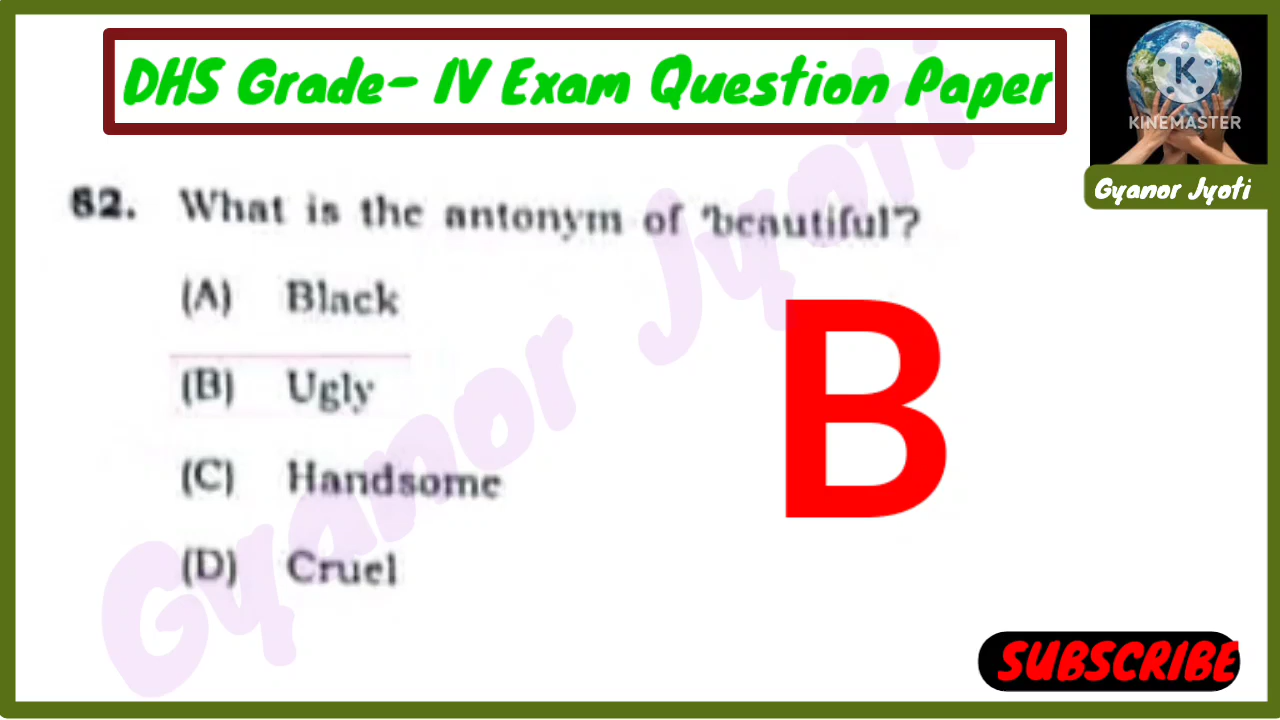 DHS Grade- IV Exam Question Paper
K
KINEMASTER
Gyanor Jyoti
82. What is the antonym of 'beautiful'?
(A) Black
(B) Ugly
(C) Handsome
(D) Cruel
B
Gyanor Jyoti
SUBSCRIBE